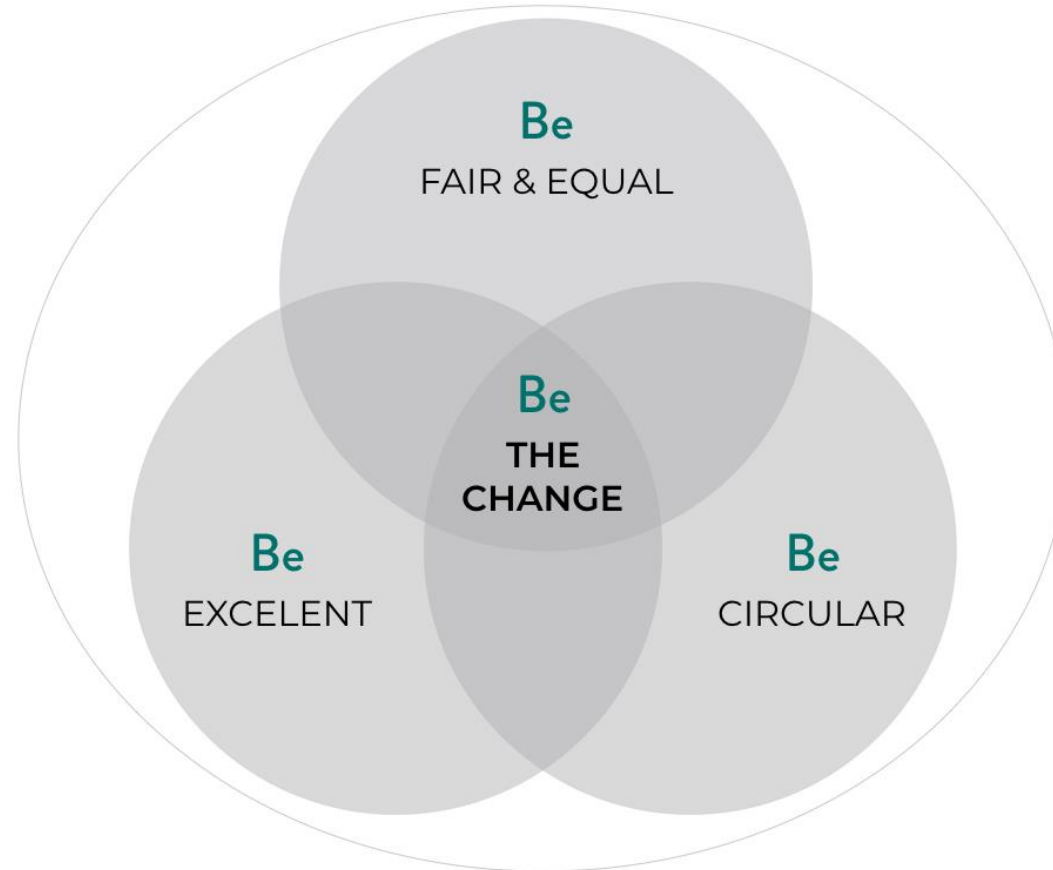 Be
FAIR & EQUAL
Be
THE
CHANGE
Be
EXCELENT
Be
CIRCULAR